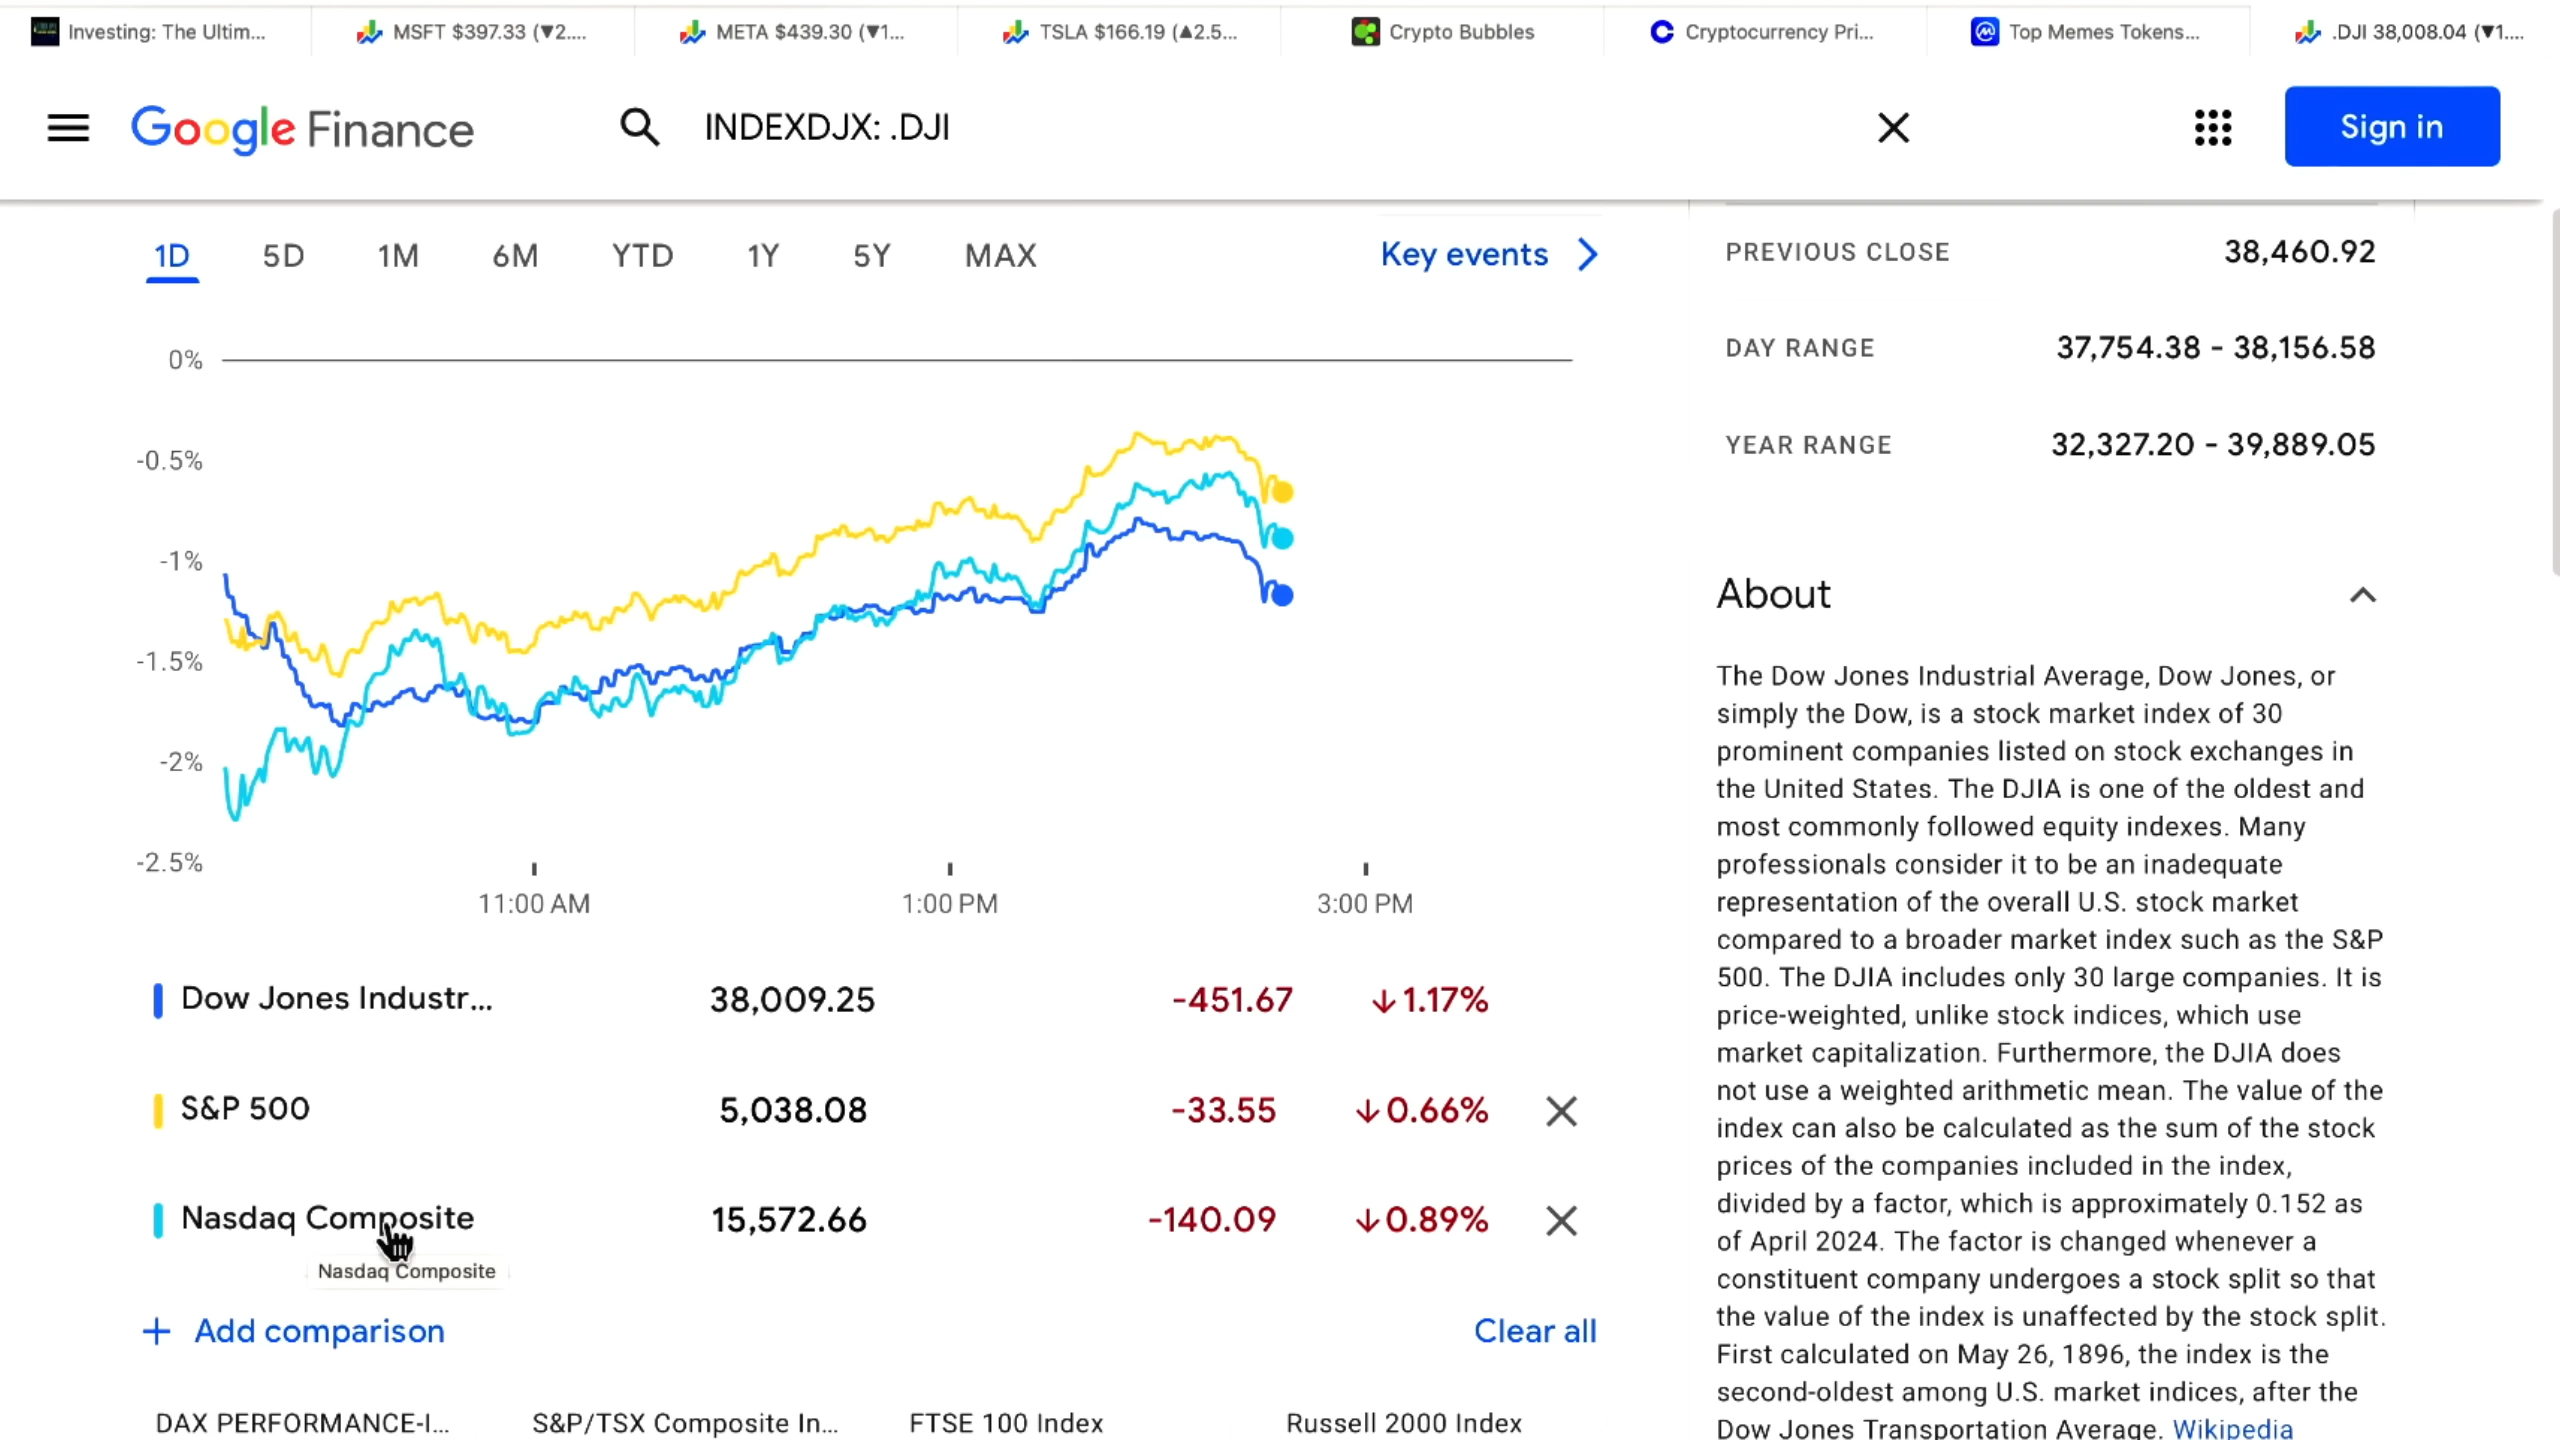 Investing: The Ultim...
MSFT $397.33 (▼2....
META $439.30 (▼1...
TSLA $166.19 (▲2.5...
Crypto Bubbles
Cryptocurrency Pri...
Top Memes Tokens...
.DJI 38,008.04 (▼1....
Google Finance
INDEXDJX: .DJI
Sign in
1D 5D 1M 6M YTD 1Y 5Y MAX
Key events
0%
-0.5%
-1%
-1.5%
-2%
-2.5%
11:00 AM 1:00 PM 3:00 PM
Dow Jones Industr... 38,009.25 -451.67 ↓1.17%
S&P 500 5,038.08 -33.55 ↓0.66%
Nasdaq Composite 15,572.66 -140.09 ↓0.89%
Nasdaq Composite
+ Add comparison
Clear all
DAX PERFORMANCE-I...
S&P/TSX Composite In...
FTSE 100 Index
Russell 2000 Index
PREVIOUS CLOSE 38,460.92
DAY RANGE 37,754.38 - 38,156.58
YEAR RANGE 32,327.20 - 39,889.05
About
The Dow Jones Industrial Average, Dow Jones, or
simply the Dow, is a stock market index of 30
prominent companies listed on stock exchanges in
the United States. The DJIA is one of the oldest and
most commonly followed equity indexes. Many
professionals consider it to be an inadequate
representation of the overall U.S. stock market
compared to a broader market index such as the S&P
500. The DJIA includes only 30 large companies. It is
price-weighted, unlike stock indices, which use
market capitalization. Furthermore, the DJIA does
not use a weighted arithmetic mean. The value of the
index can also be calculated as the sum of the stock
prices of the companies included in the index,
divided by a factor, which is approximately 0.152 as
of April 2024. The factor is changed whenever a
constituent company undergoes a stock split so that
the value of the index is unaffected by the stock split.
First calculated on May 26, 1896, the index is the
second-oldest among U.S. market indices, after the
Dow Jones Transportation Average. Wikipedia